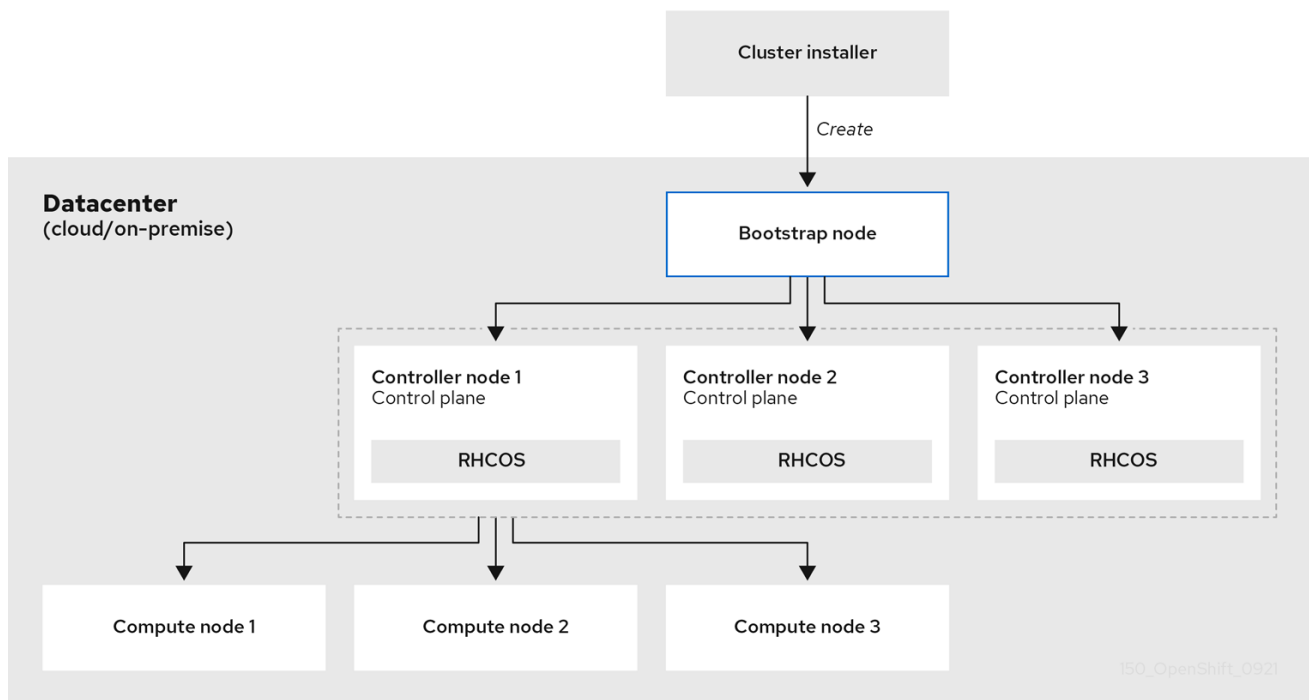 Cluster installer
Create
Datacenter
(cloud/on-premise)
Bootstrap node
Controller node 1
Control plane
RHCOS
Controller node 2
Control plane
RHCOS
Controller node 3
Control plane
RHCOS
Compute node 1
Compute node 2
Compute node 3
150_OpenShift_0921